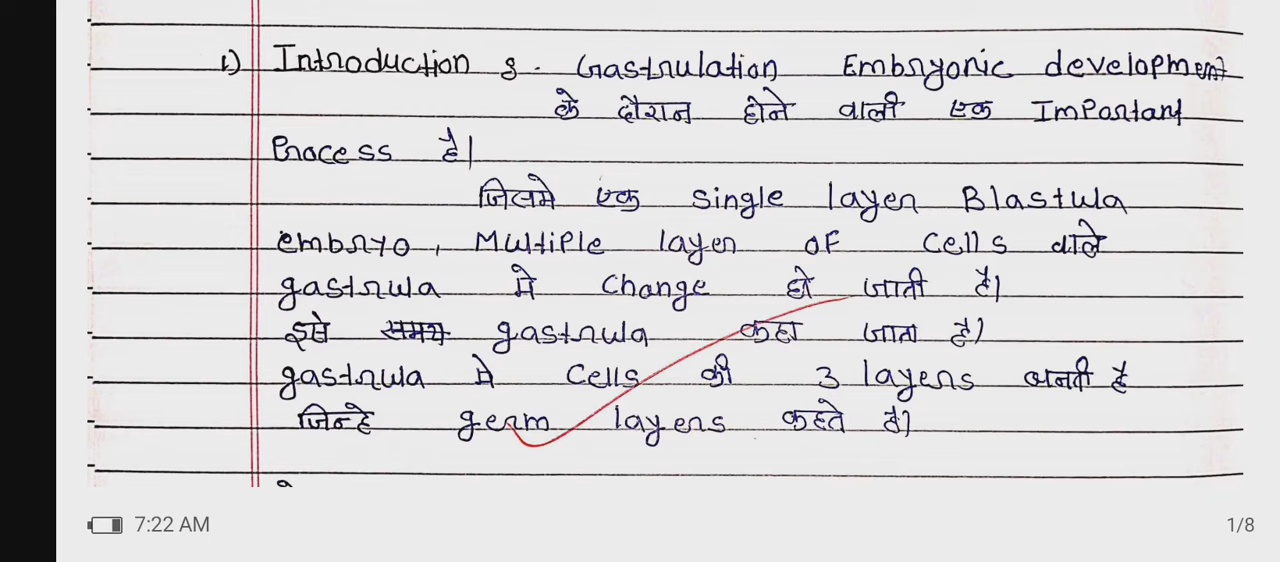 1) Introduction :- Gastrulation Embryonic development
के दौरान होने वाली एक Important
Process है।
जिसमे एक single layer Blastula
embryo, Multiple layer of cells वाले
gastrula मे change हो जाती है।
इसे समय gastrula कहा जाता है।
gastrula मे cells की 3 layers बनती है
जिन्हे germ layers कहते है।
7:22 AM
1/8